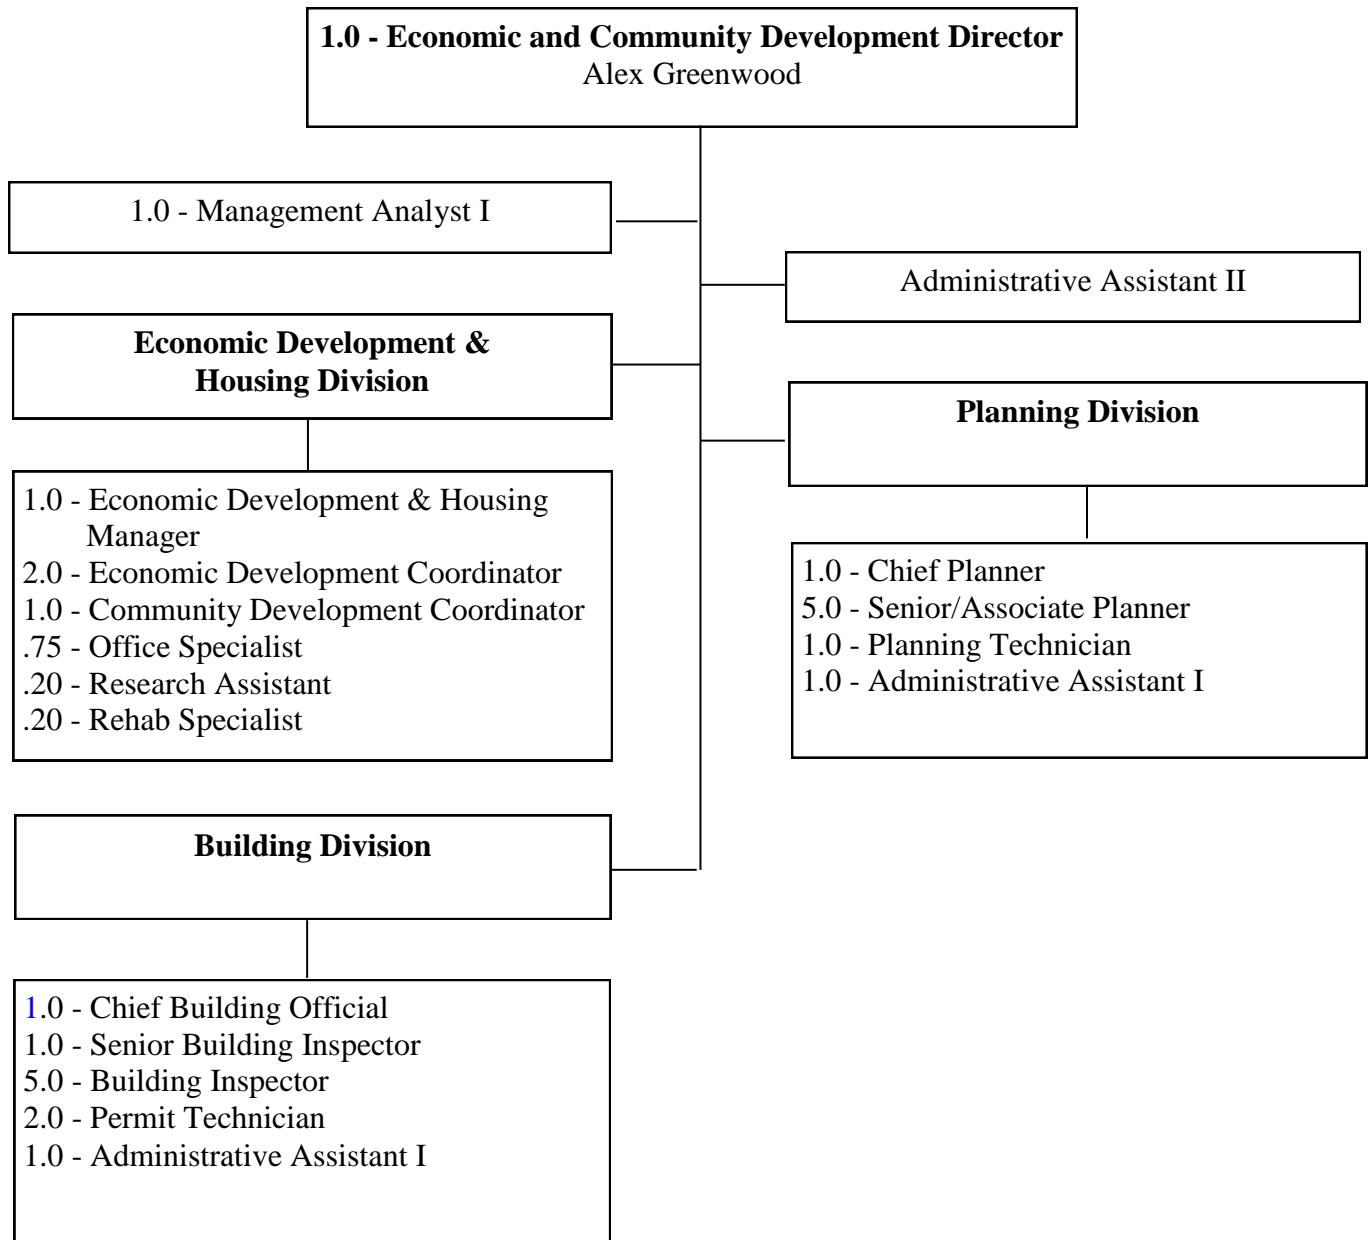 1.0 - Economic and Community Development Director
Alex Greenwood
1.0 - Management Analyst I
Administrative Assistant II
Economic Development &
Housing Division
Planning Division
1.0 - Economic Development & Housing
Manager
2.0 - Economic Development Coordinator
1.0 - Community Development Coordinator
.75 - Office Specialist
.20 - Research Assistant
.20 - Rehab Specialist
1.0 - Chief Planner
5.0 - Senior/Associate Planner
1.0 - Planning Technician
1.0 - Administrative Assistant I
Building Division
1.0 - Chief Building Official
1.0 - Senior Building Inspector
5.0 - Building Inspector
2.0 - Permit Technician
1.0 - Administrative Assistant I